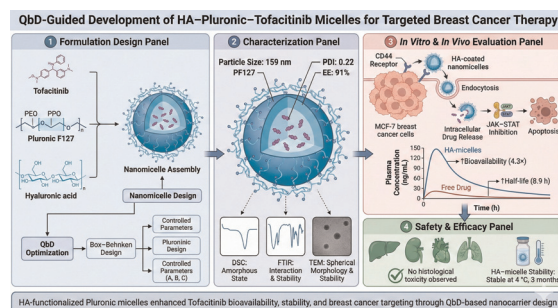 QbD-Guided Development of HA–Pluronic–Tofacitinib Micelles for Targeted Breast Cancer Therapy
1 Formulation Design Panel
Tofacitinib
PEO
PPO
Pluronic F127
Hyaluronic acid
Nanomicelle Assembly
Nanomicelle Design
QbD
Optimization
Box–Behnken
Design
Controlled
Parameters
Pluroninic
Design
Controlled
Parameters
(A, B, C)
2 Characterization Panel
Particle Size: 159 nm
PF127
PDI: 0.22
EE: 91%
DSC:
Amorphous
State
FTIR:
Interaction &
Stability
TEM: Spherical
Morphology &
Stability
3 In Vitro & In Vivo Evaluation Panel
CD44
Receptor
HA-coated
nanomicelles
Endocytosis
MCF-7 breast
cancer cells
Intracellular
Drug Release
JAK–STAT
Inhibition
Apoptosis
Plasma
Concentration
(ng/mL)
150
100
50
0
HA-micelles
↑Bioavailability (4.3×)
↑Half-life (8.9 h)
Free Drug
Time (h)
4 Safety & Efficacy Panel
No histological
toxicity observed
HA–micelle Stability:
Stable at 4 °C, 3 months
HA-functionalized Pluronic micelles enhanced Tofacitinib bioavailability, stability, and breast cancer targeting through QbD-based nanocarrier design